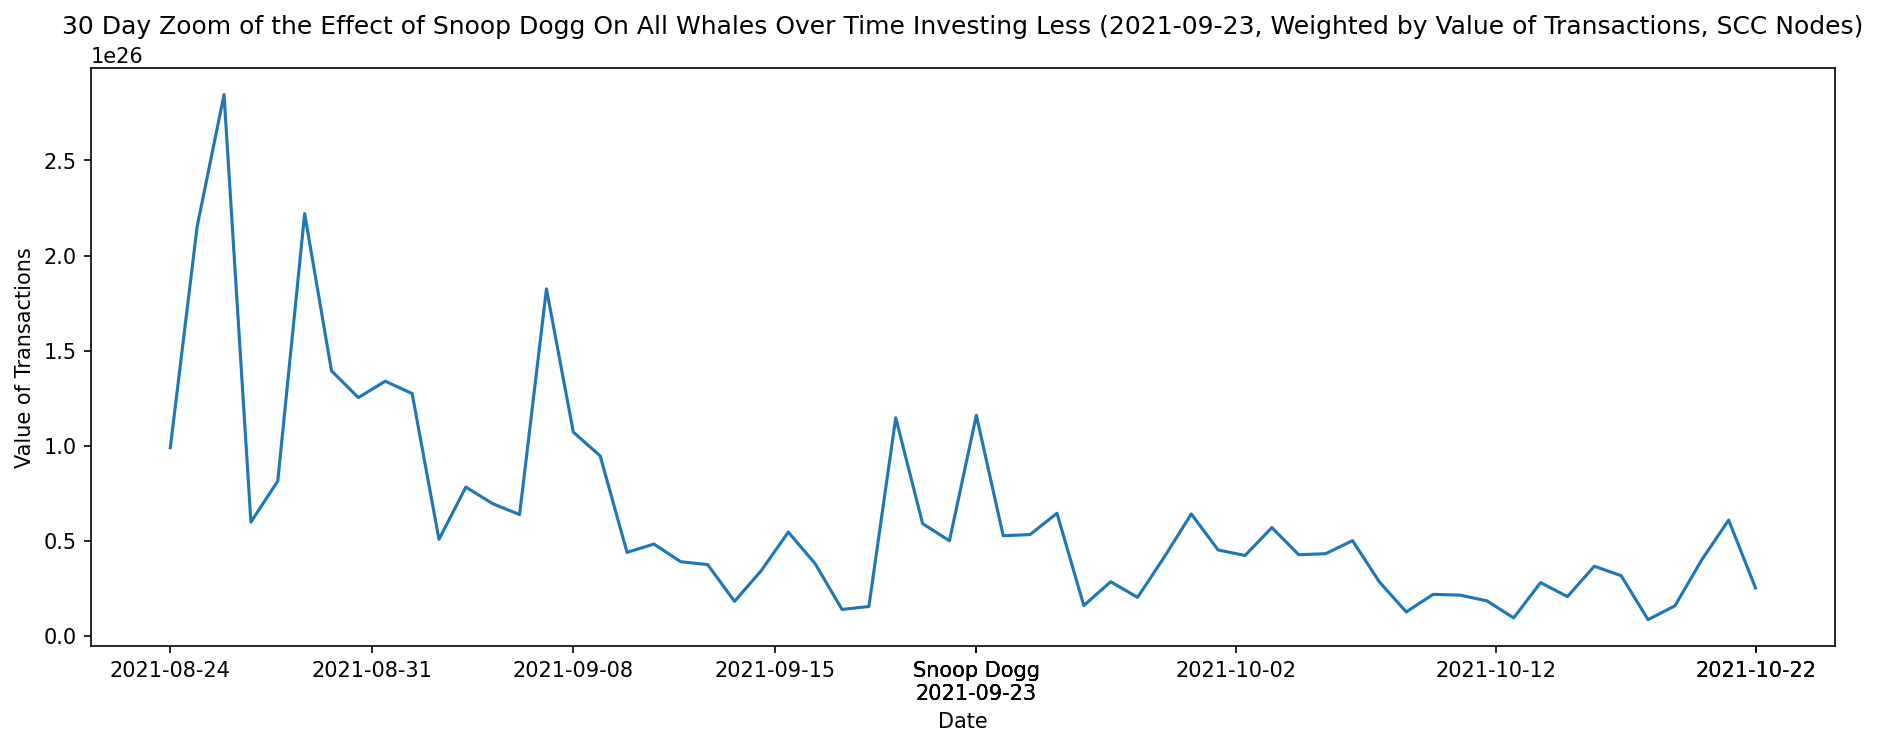 30 Day Zoom of the Effect of Snoop Dogg On All Whales Over Time Investing Less (2021-09-23, Weighted by Value of Transactions, SCC Nodes)
1e26
2.5
2.0
1.5
1.0
0.5
0.0
Value of Transactions
2021-08-24 2021-08-31 2021-09-08 2021-09-15 Snoop Dogg 2021-10-02 2021-10-12 2021-10-22
2021-09-23
Date